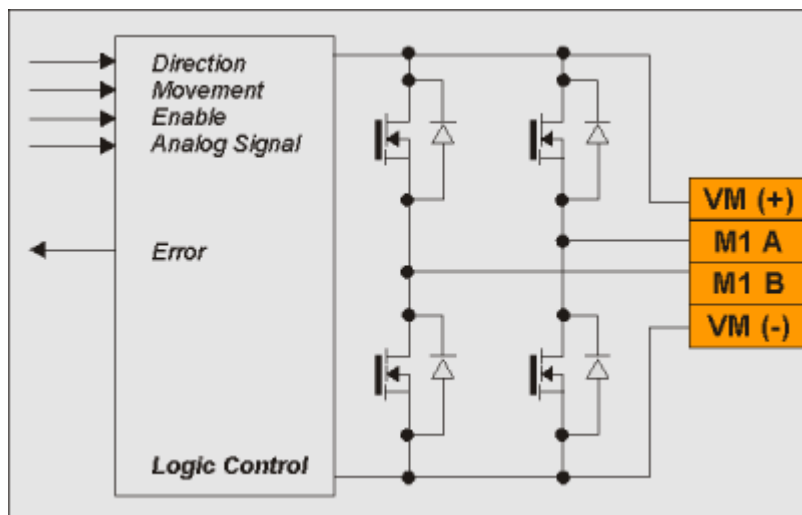 Direction
Movement
Enable
Analog Signal
Error
Logic Control
VM (+)
M1 A
M1 B
VM (-)